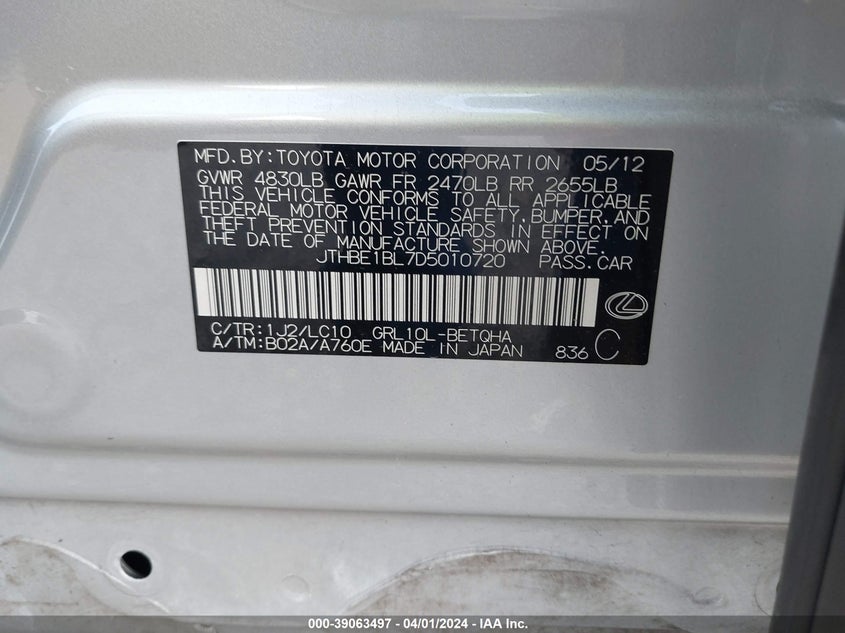 MFD.BY:TOYOTA MOTOR CORPORATION 05/12
GVWR 4830LB GAWR FR 2470LB RR 2655LB
THIS VEHICLE CONFORMS TO ALL APPLICABLE
FEDERAL MOTOR VEHICLE SAFETY,BUMPER,AND
THEFT PREVENTION STANDARDS IN EFFECT ON
THE DATE OF MANUFACTURE SHOWN ABOVE.
JTHBE1BL7D5010720 PASS.CAR
C/TR:1J2/LC10 GRL10L-BETQHA
A/TM:B02A/A760E MADE IN JAPAN 836 C
000-39063497 - 04/01/2024 - IAA Inc.